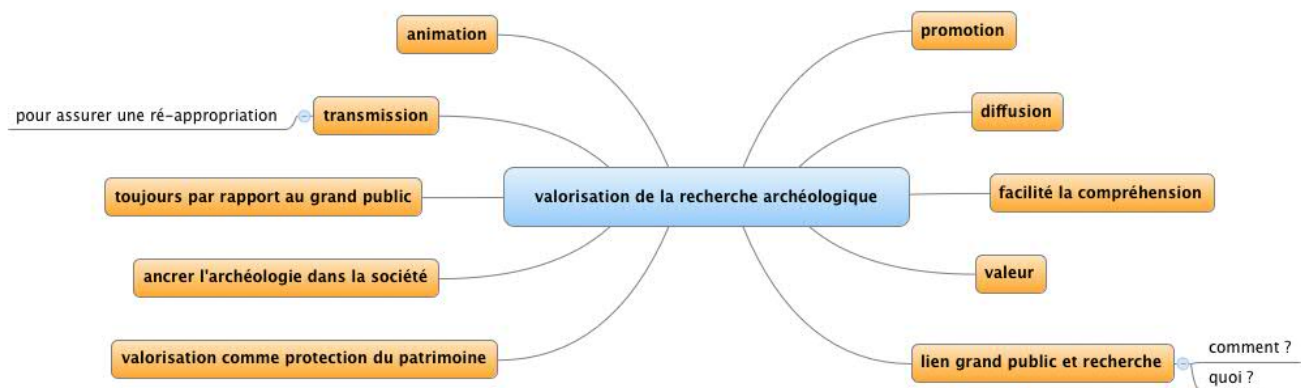 animation
promotion
pour assurer une ré-appropriation
transmission
diffusion
toujours par rapport au grand public
valorisation de la recherche archéologique
facilité la compréhension
ancrer l'archéologie dans la société
valeur
valorisation comme protection du patrimoine
lien grand public et recherche
comment ?
quoi ?